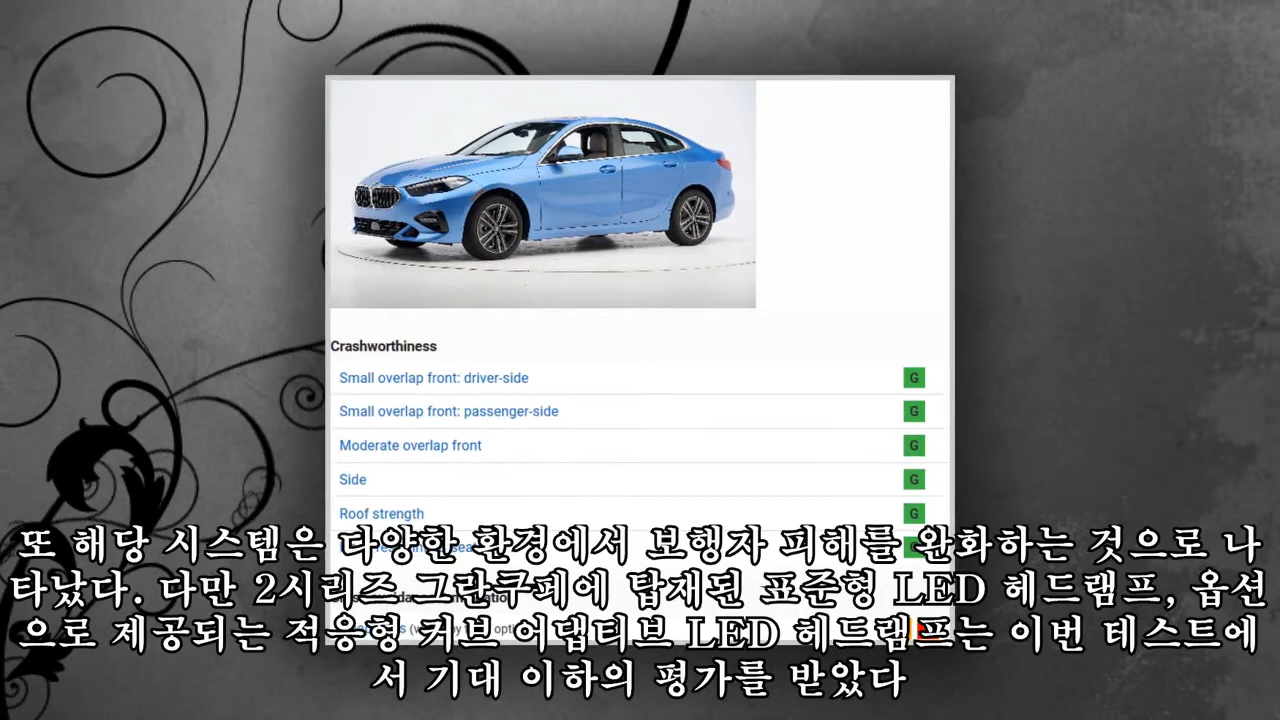 Crashworthiness
Small overlap front: driver-side G
Small overlap front: passenger-side G
Moderate overlap front G
Side G
Roof strength G
또 해당 시스템은 다양한 환경에서 보행자 피해를 완화하는 것으로 나
타났다. 다만 2시리즈 그란쿠페에 탑재된 표준형 LED 헤드램프, 옵션
으로 제공되는 적응형 커브 어댑티브 LED 헤드램프는 이번 테스트에
서 기대 이하의 평가를 받았다